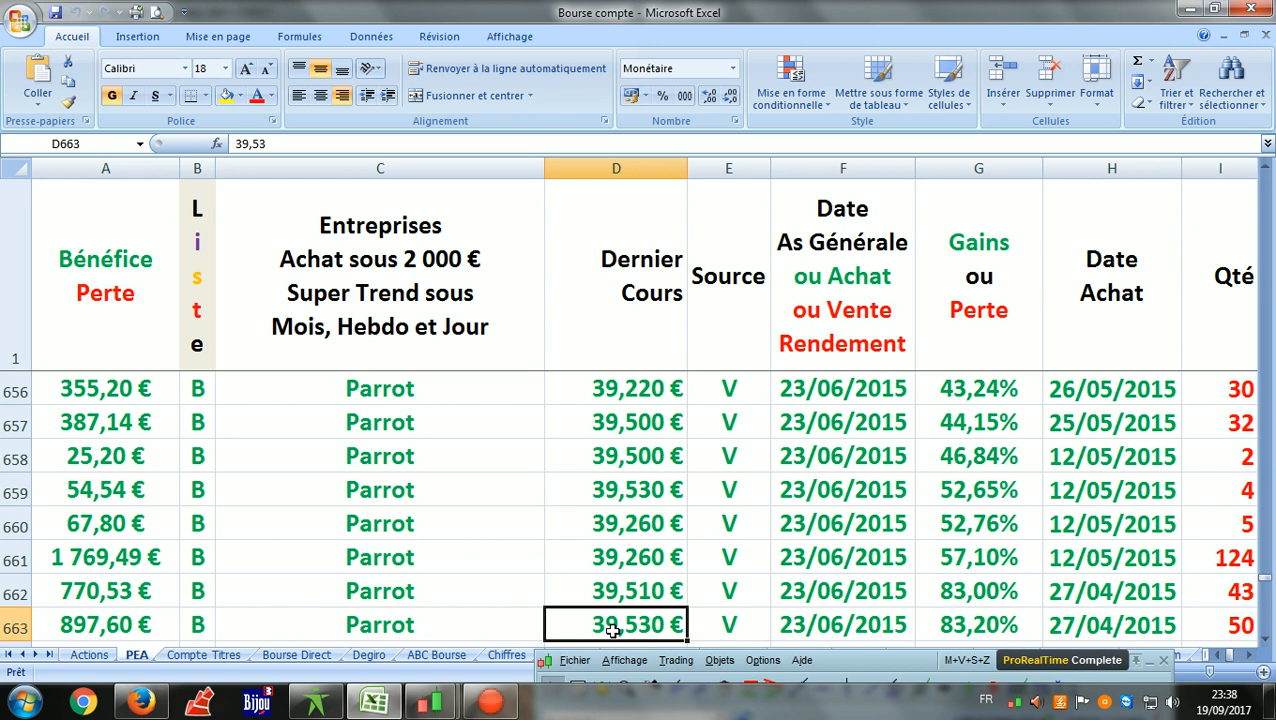 Bourse compte - Microsoft Excel
Accueil Insertion Mise en page Formules Données Révision Affichage
Coller
Presse-papiers
Calibri 18
G I S
Police
Renvoyer à la ligne automatiquement
Fusionner et centrer
Alignement
Monétaire
% 000
Nombre
Mise en forme conditionnelle
Mettre sous forme de tableau
Styles de cellules
Style
Insérer Supprimer Format
Cellules
Trier et filtrer
Rechercher et sélectionner
Édition
D663 fx 39,53
A B C D E F G H I
1
Bénéfice
Perte
L
i
s
t
e
Entreprises
Achat sous 2 000 €
Super Trend sous
Mois, Hebdo et Jour
Dernier
Cours
Source
Date
As Générale
ou Achat
ou Vente
Rendement
Gains
ou
Perte
Date
Achat
Qté
656 355,20 € B Parrot 39,220 € V 23/06/2015 43,24% 26/05/2015 30
657 387,14 € B Parrot 39,500 € V 23/06/2015 44,15% 25/05/2015 32
658 25,20 € B Parrot 39,500 € V 23/06/2015 46,84% 12/05/2015 2
659 54,54 € B Parrot 39,530 € V 23/06/2015 52,65% 12/05/2015 4
660 67,80 € B Parrot 39,260 € V 23/06/2015 52,76% 12/05/2015 5
661 1 769,49 € B Parrot 39,260 € V 23/06/2015 57,10% 12/05/2015 124
662 770,53 € B Parrot 39,510 € V 23/06/2015 83,00% 27/04/2015 43
663 897,60 € B Parrot 39,530 € V 23/06/2015 83,20% 27/04/2015 50
Actions PEA Compte Titres Bourse Direct Degiro ABC Bourse Chiffres
Prêt
Fichier Affichage Trading Objets Options Aide M+V+S+Z ProRealTime Complete
Bijou 3
FR
23:38
19/09/2017